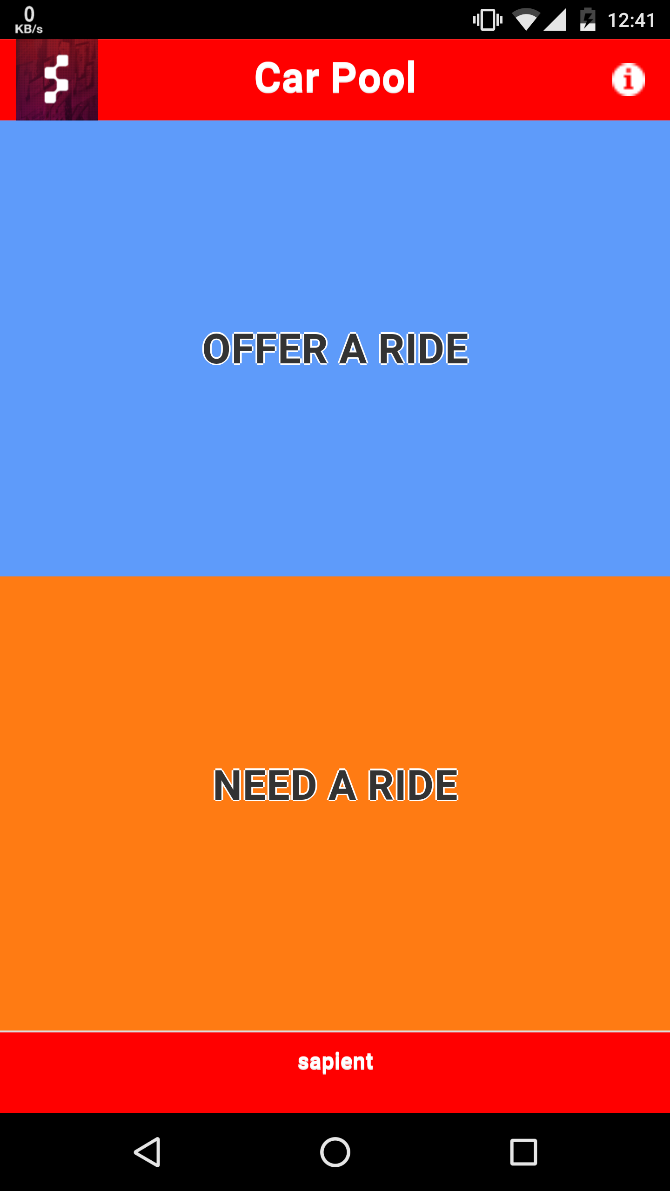 0
KB/s
12:41
Car Pool
OFFER A RIDE
NEED A RIDE
sapient